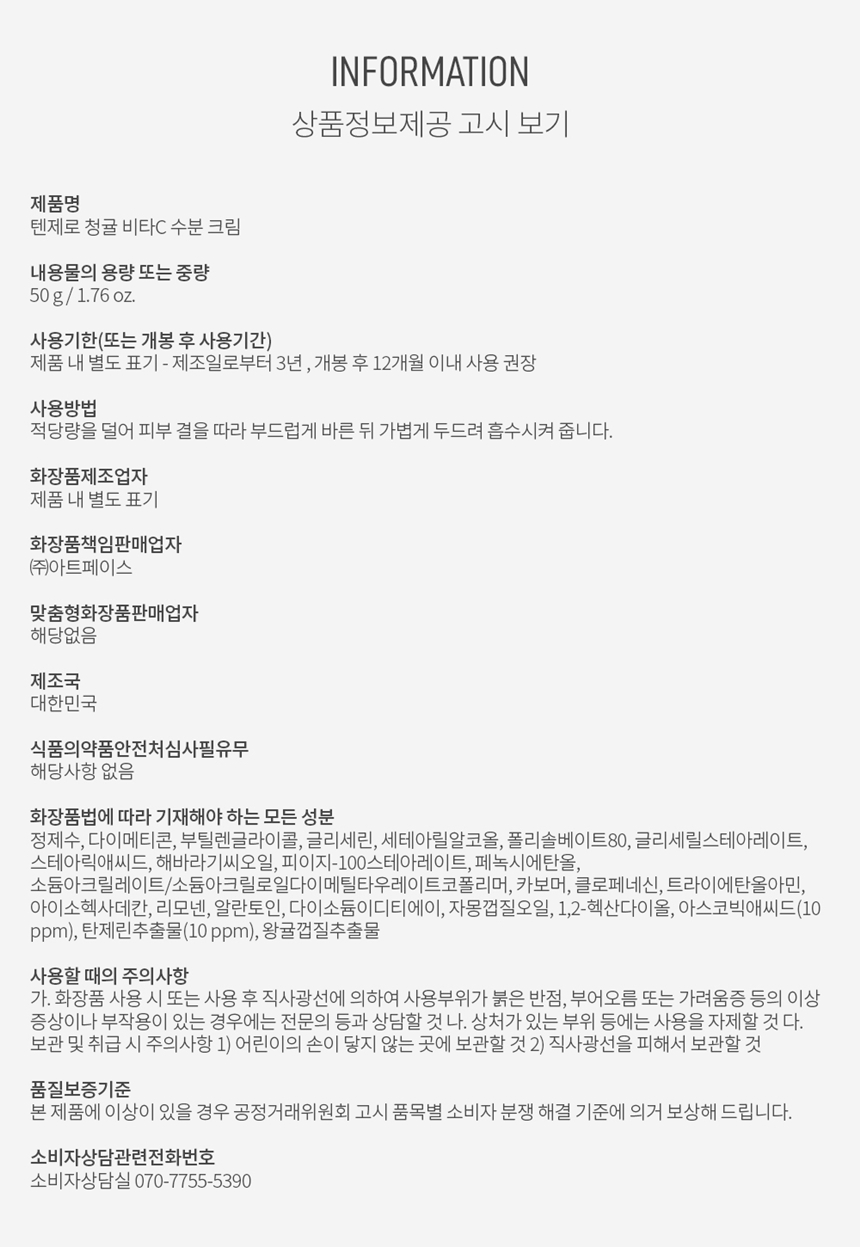 INFORMATION
상품정보제공 고시 보기
제품명
텐제로 청귤 비타C 수분 크림
내용물의 용량 또는 중량
50 g / 1.76 oz.
사용기한(또는 개봉 후 사용기간)
제품 내 별도 표기 - 제조일로부터 3년 , 개봉 후 12개월 이내 사용 권장
사용방법
적당량을 덜어 피부 결을 따라 부드럽게 바른 뒤 가볍게 두드려 흡수시켜 줍니다.
화장품제조업자
제품 내 별도 표기
화장품책임판매업자
㈜아트페이스
맞춤형화장품판매업자
해당없음
제조국
대한민국
식품의약품안전처심사필유무
해당사항 없음
화장품법에 따라 기재해야 하는 모든 성분
정제수, 다이메티콘, 부틸렌글라이콜, 글리세린, 세테아릴알코올, 폴리솔베이트80, 글리세릴스테아레이트,
스테아릭애씨드, 해바라기씨오일, 피이지-100스테아레이트, 페녹시에탄올,
소듐아크릴레이트/소듐아크릴로일다이메틸타우레이트코폴리머, 카보머, 클로페네신, 트라이에탄올아민,
아이소헥사데칸, 리모넨, 알란토인, 다이소듐이디티에이, 자몽껍질오일, 1,2-헥산다이올, 아스코빅애씨드(10
ppm), 탄제린추출물(10 ppm), 왕귤껍질추출물
사용할 때의 주의사항
가. 화장품 사용 시 또는 사용 후 직사광선에 의하여 사용부위가 붉은 반점, 부어오름 또는 가려움증 등의 이상
증상이나 부작용이 있는 경우에는 전문의 등과 상담할 것 나. 상처가 있는 부위 등에는 사용을 자제할 것 다.
보관 및 취급 시 주의사항 1) 어린이의 손이 닿지 않는 곳에 보관할 것 2) 직사광선을 피해서 보관할 것
품질보증기준
본 제품에 이상이 있을 경우 공정거래위원회 고시 품목별 소비자 분쟁 해결 기준에 의거 보상해 드립니다.
소비자상담관련전화번호
소비자상담실 070-7755-5390